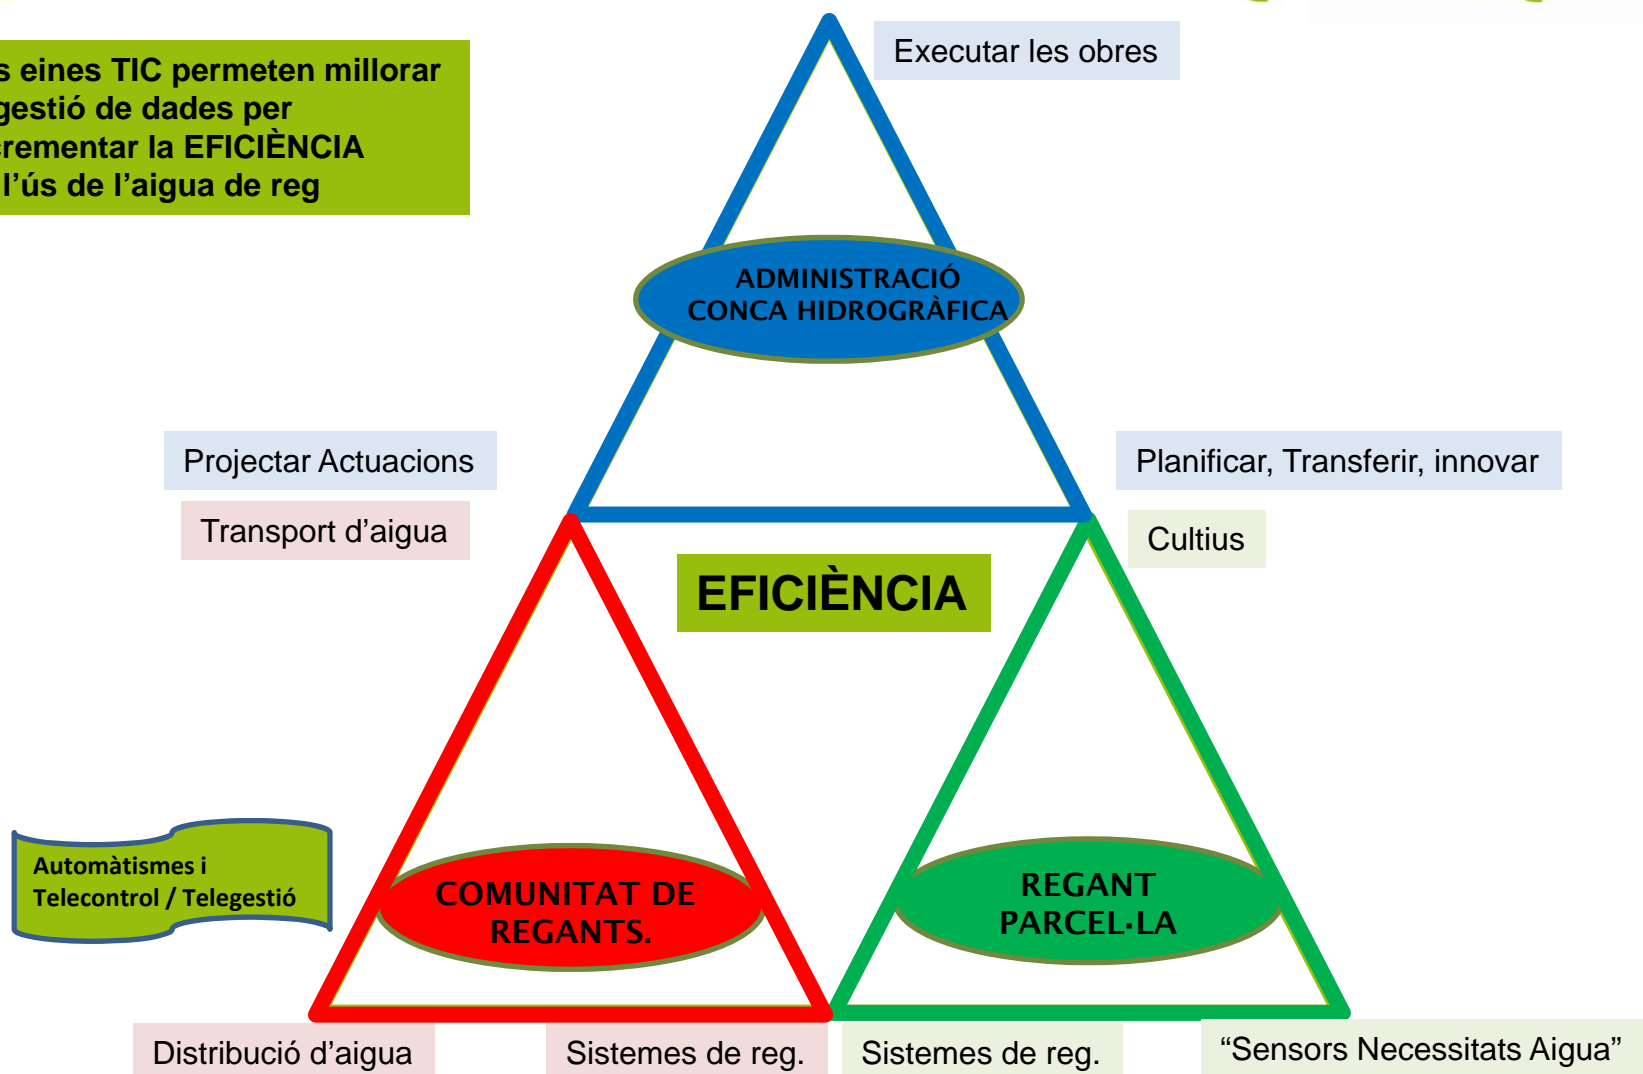 Executar les obres
s eines TIC permeten millorar
gestió de dades per
crementar la EFICIÈNCIA
l’ús de l’aigua de reg
ADMINISTRACIÓ
CONCA HIDROGRÀFICA
Projectar Actuacions
Planificar, Transferir, innovar
Transport d’aigua
Cultius
EFICIÈNCIA
Automàtismes i
Telecontrol / Telegestió
COMUNITAT DE
REGANTS.
REGANT
PARCEL·LA
Distribució d’aigua
Sistemes de reg.
Sistemes de reg.
“Sensors Necessitats Aigua”